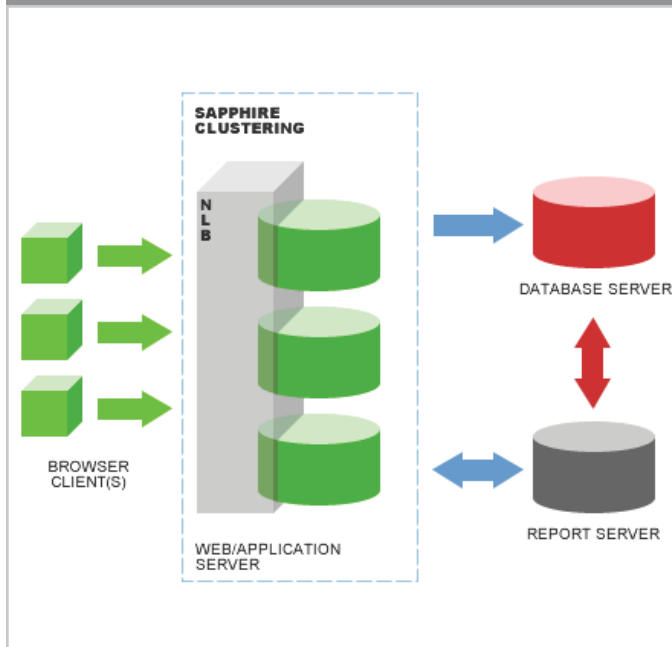 SAPPHIRE
CLUSTERING
N
L
B
DATABASE SERVER
BROWSER
CLIENT(S)
REPORT SERVER
WEB/APPLICATION
SERVER